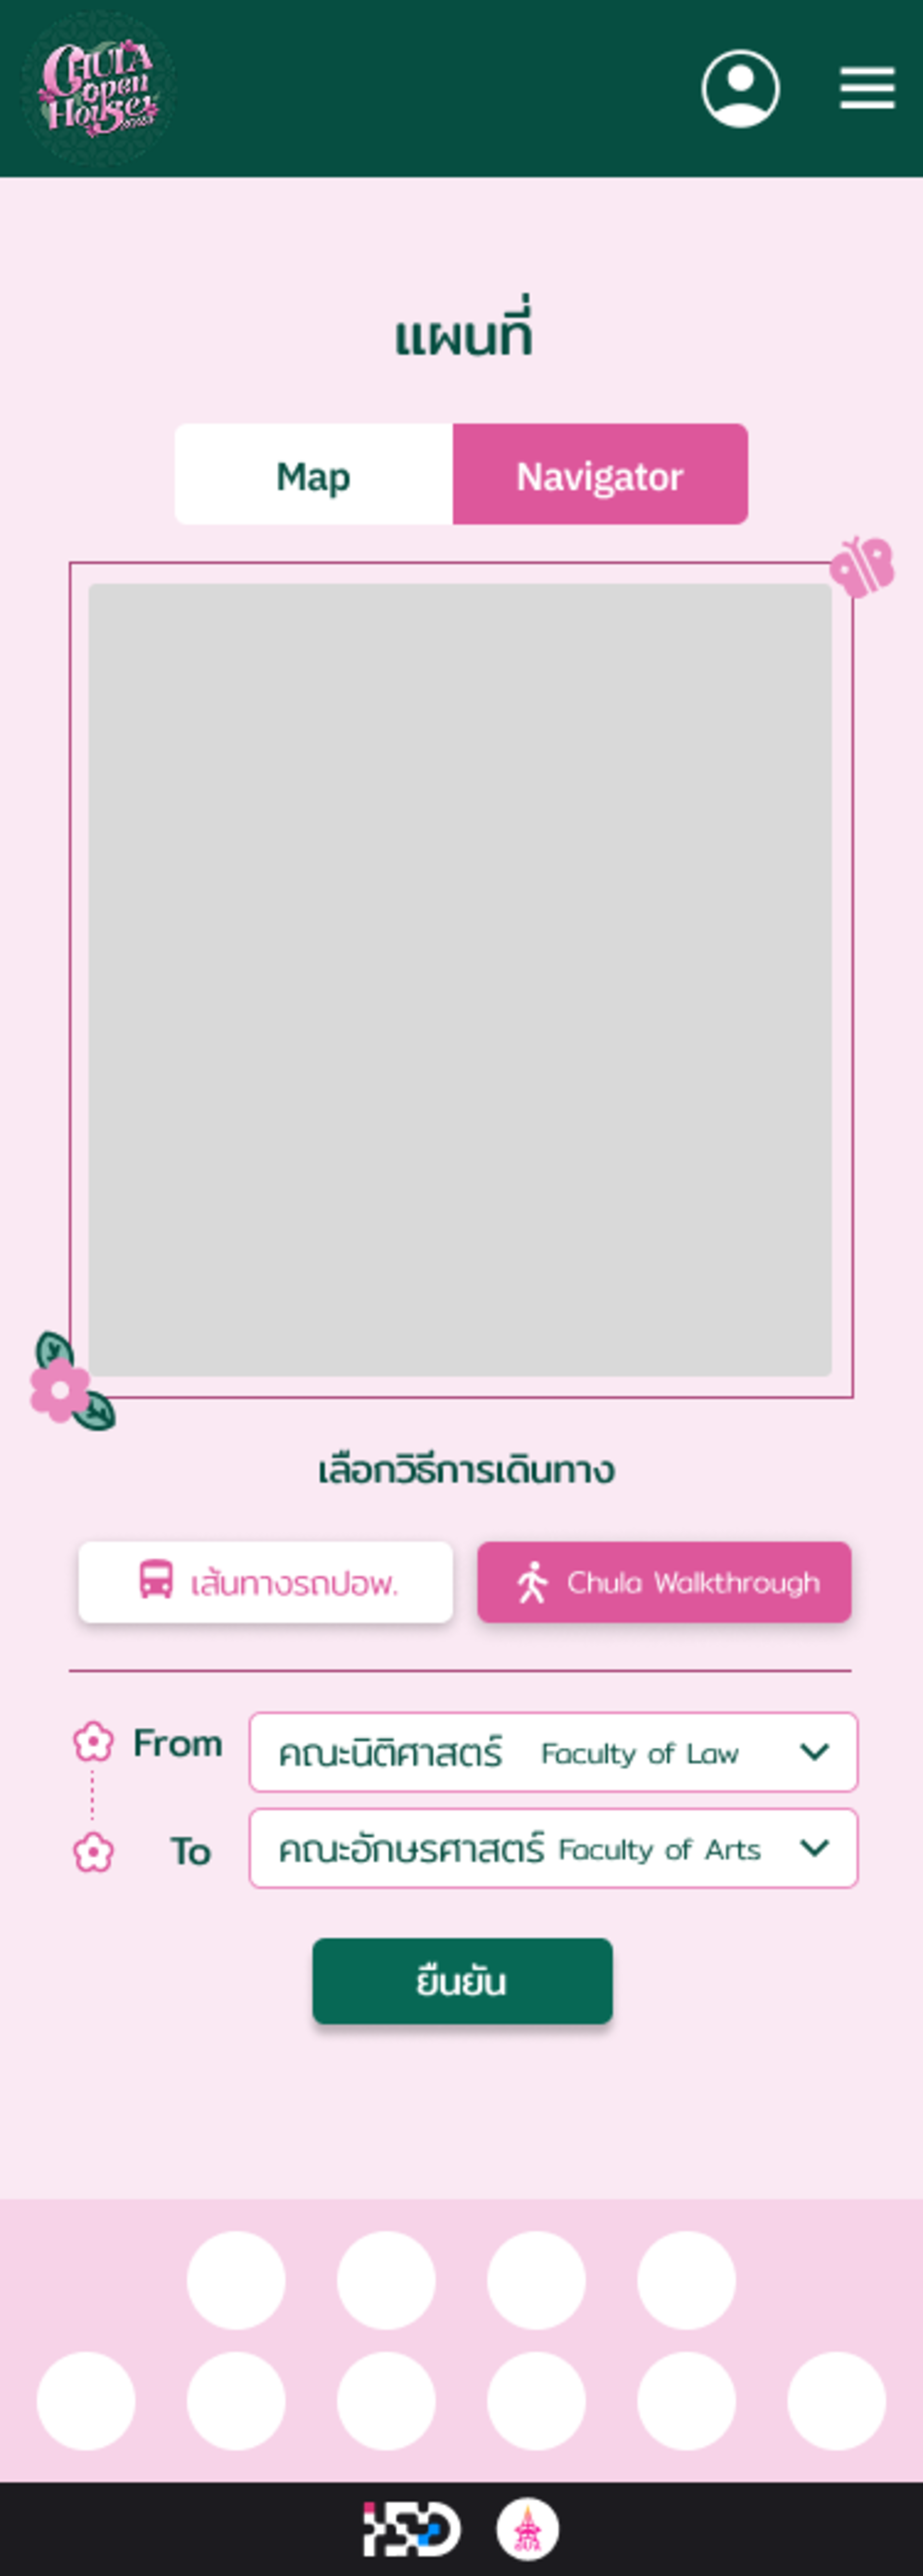 CHULA
open
House
แผนที่
Map Navigator
เลือกวิธีการเดินทาง
เส้นทางรถปอพ. Chula Walkthrough
From คณะนิติศาสตร์ Faculty of Law
To คณะอักษรศาสตร์ Faculty of Arts
ยืนยัน
ISD